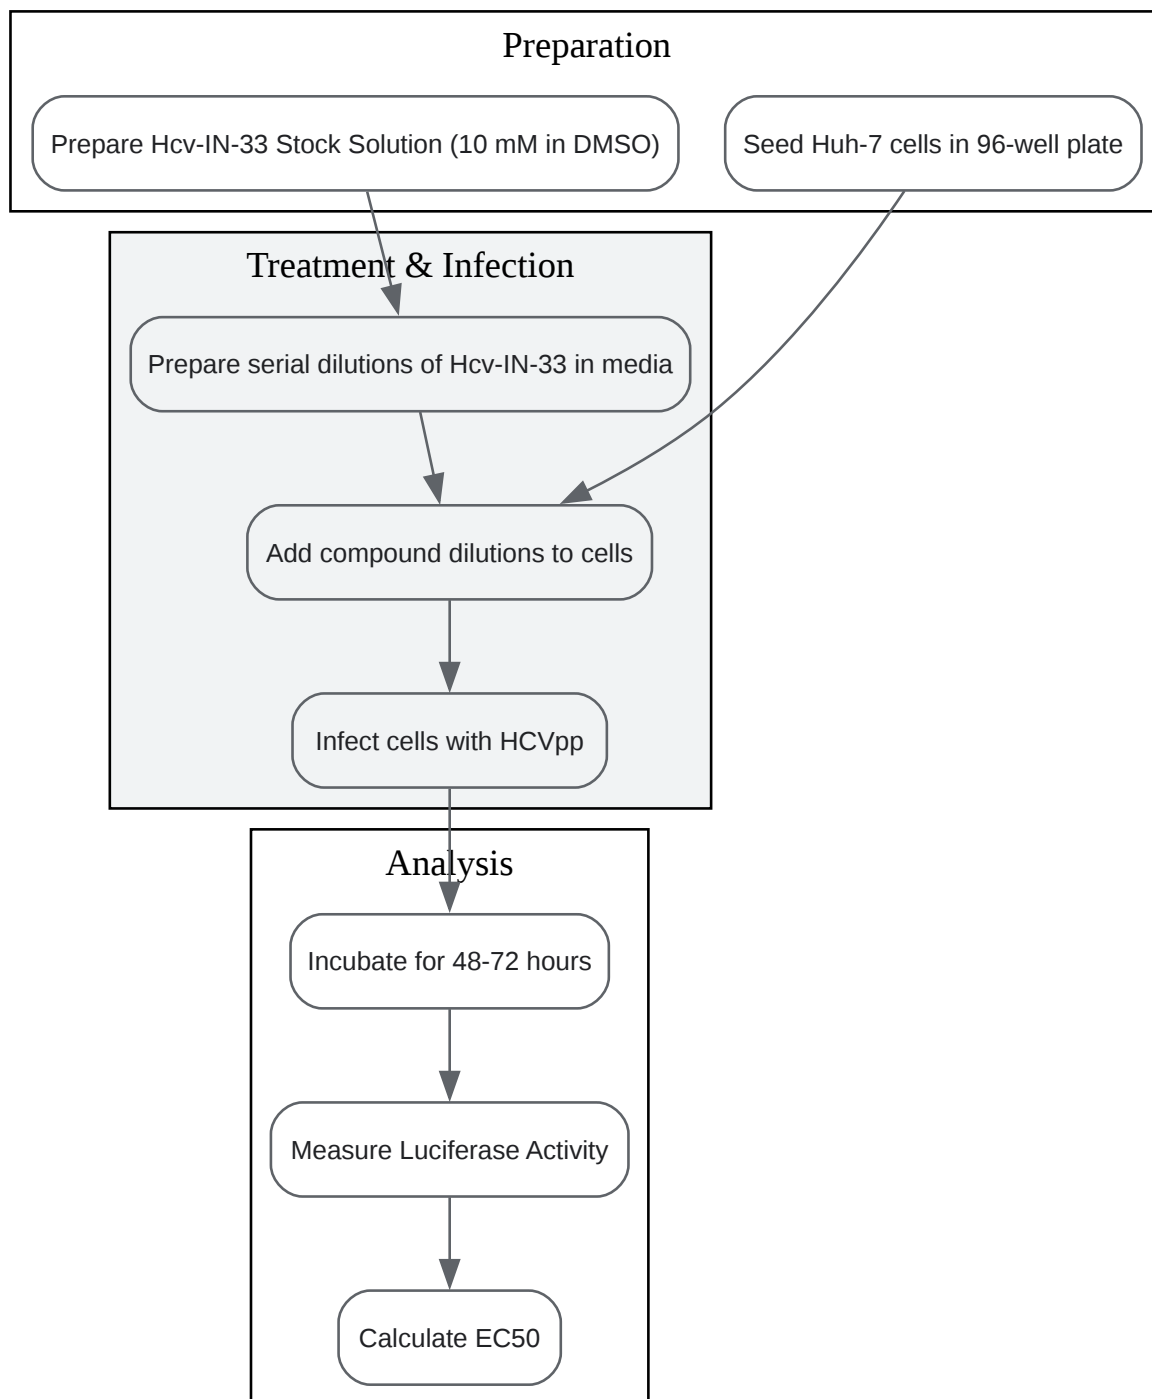 Preparation
Prepare Hcv-IN-33 Stock Solution (10 mM in DMSO)
Seed Huh-7 cells in 96-well plate
Treatment & Infection
Prepare serial dilutions of Hcv-IN-33 in media
Add compound dilutions to cells
Infect cells with HCVpp
Analysis
Incubate for 48-72 hours
Measure Luciferase Activity
Calculate EC50